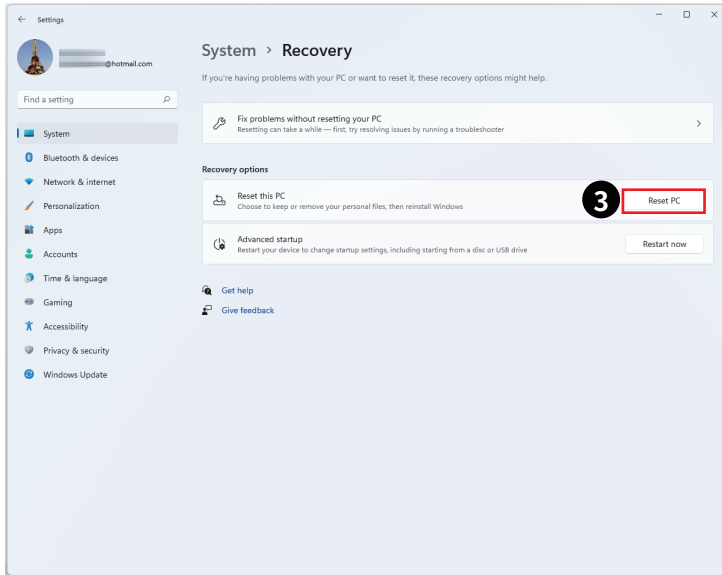 Settings
@hotmail.com
Find a setting
System
Bluetooth & devices
Network & internet
Personalization
Apps
Accounts
Time & language
Gaming
Accessibility
Privacy & security
Windows Update
System > Recovery
If you're having problems with your PC or want to reset it, these recovery options might help.
Fix problems without resetting your PC
Resetting can take a while — first, try resolving issues by running a troubleshooter
Recovery options
Reset this PC
Choose to keep or remove your personal files, then reinstall Windows
3
Reset PC
Advanced startup
Restart your device to change startup settings, including starting from a disc or USB drive
Restart now
Get help
Give feedback